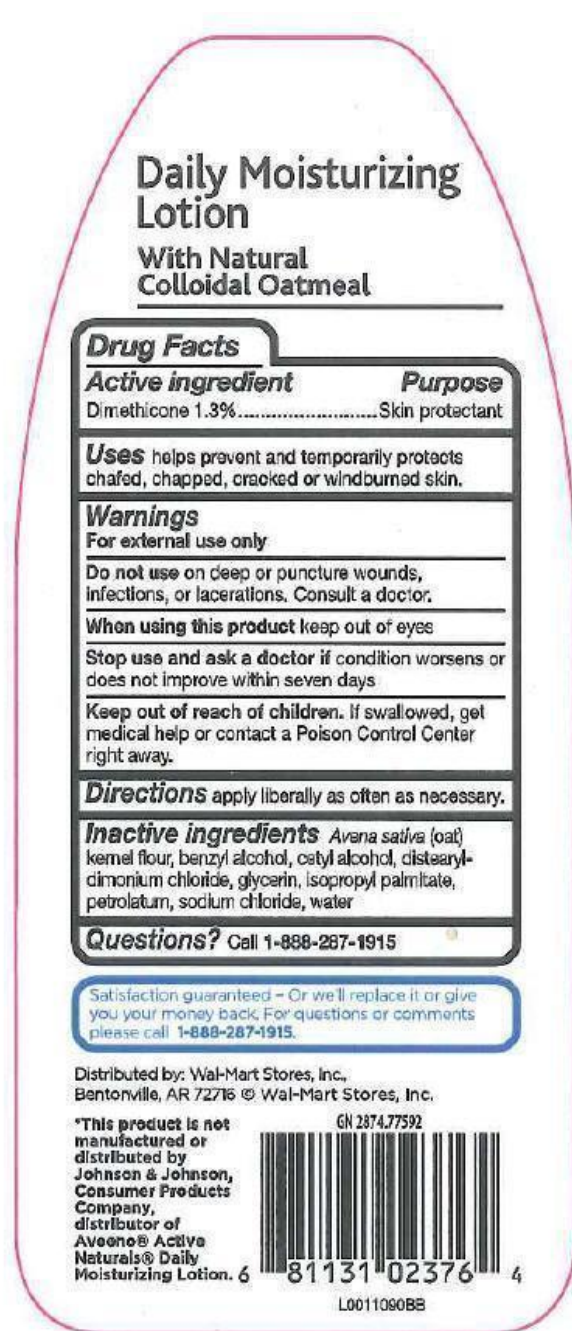 Daily Moisturizing
Lotion
With Natural
Colloidal Oatmeal
Drug Facts
Active ingredient Purpose
Dimethicone 1.3%............................Skin protectant
Uses helps prevent and temporarily protects
chafed, chapped, cracked or windburned skin.
Warnings
For external use only
Do not use on deep or puncture wounds,
infections, or lacerations. Consult a doctor.
When using this product keep out of eyes
Stop use and ask a doctor if condition worsens or
does not improve within seven days
Keep out of reach of children. If swallowed, get
medical help or contact a Poison Control Center
right away.
Directions apply liberally as often as necessary.
Inactive ingredients Avena sativa (oat)
kernel flour, benzyl alcohol, cetyl alcohol, distearyl-
dimonium chloride, glycerin, isopropyl palmitate,
petrolatum, sodium chloride, water
Questions? Call 1-888-287-1915
Satisfaction guaranteed – Or we'll replace it or give
you your money back. For questions or comments
please call 1-888-287-1915.
Distributed by: Wal-Mart Stores, Inc.,
Bentonville, AR 72716 © Wal-Mart Stores, Inc.
*This product is not
manufactured or
distributed by
Johnson & Johnson,
Consumer Products
Company,
distributor of
Aveeno® Active
Naturals® Daily
Moisturizing Lotion.
GN 2874.77592
6 81131 02376 4
L0011090BB